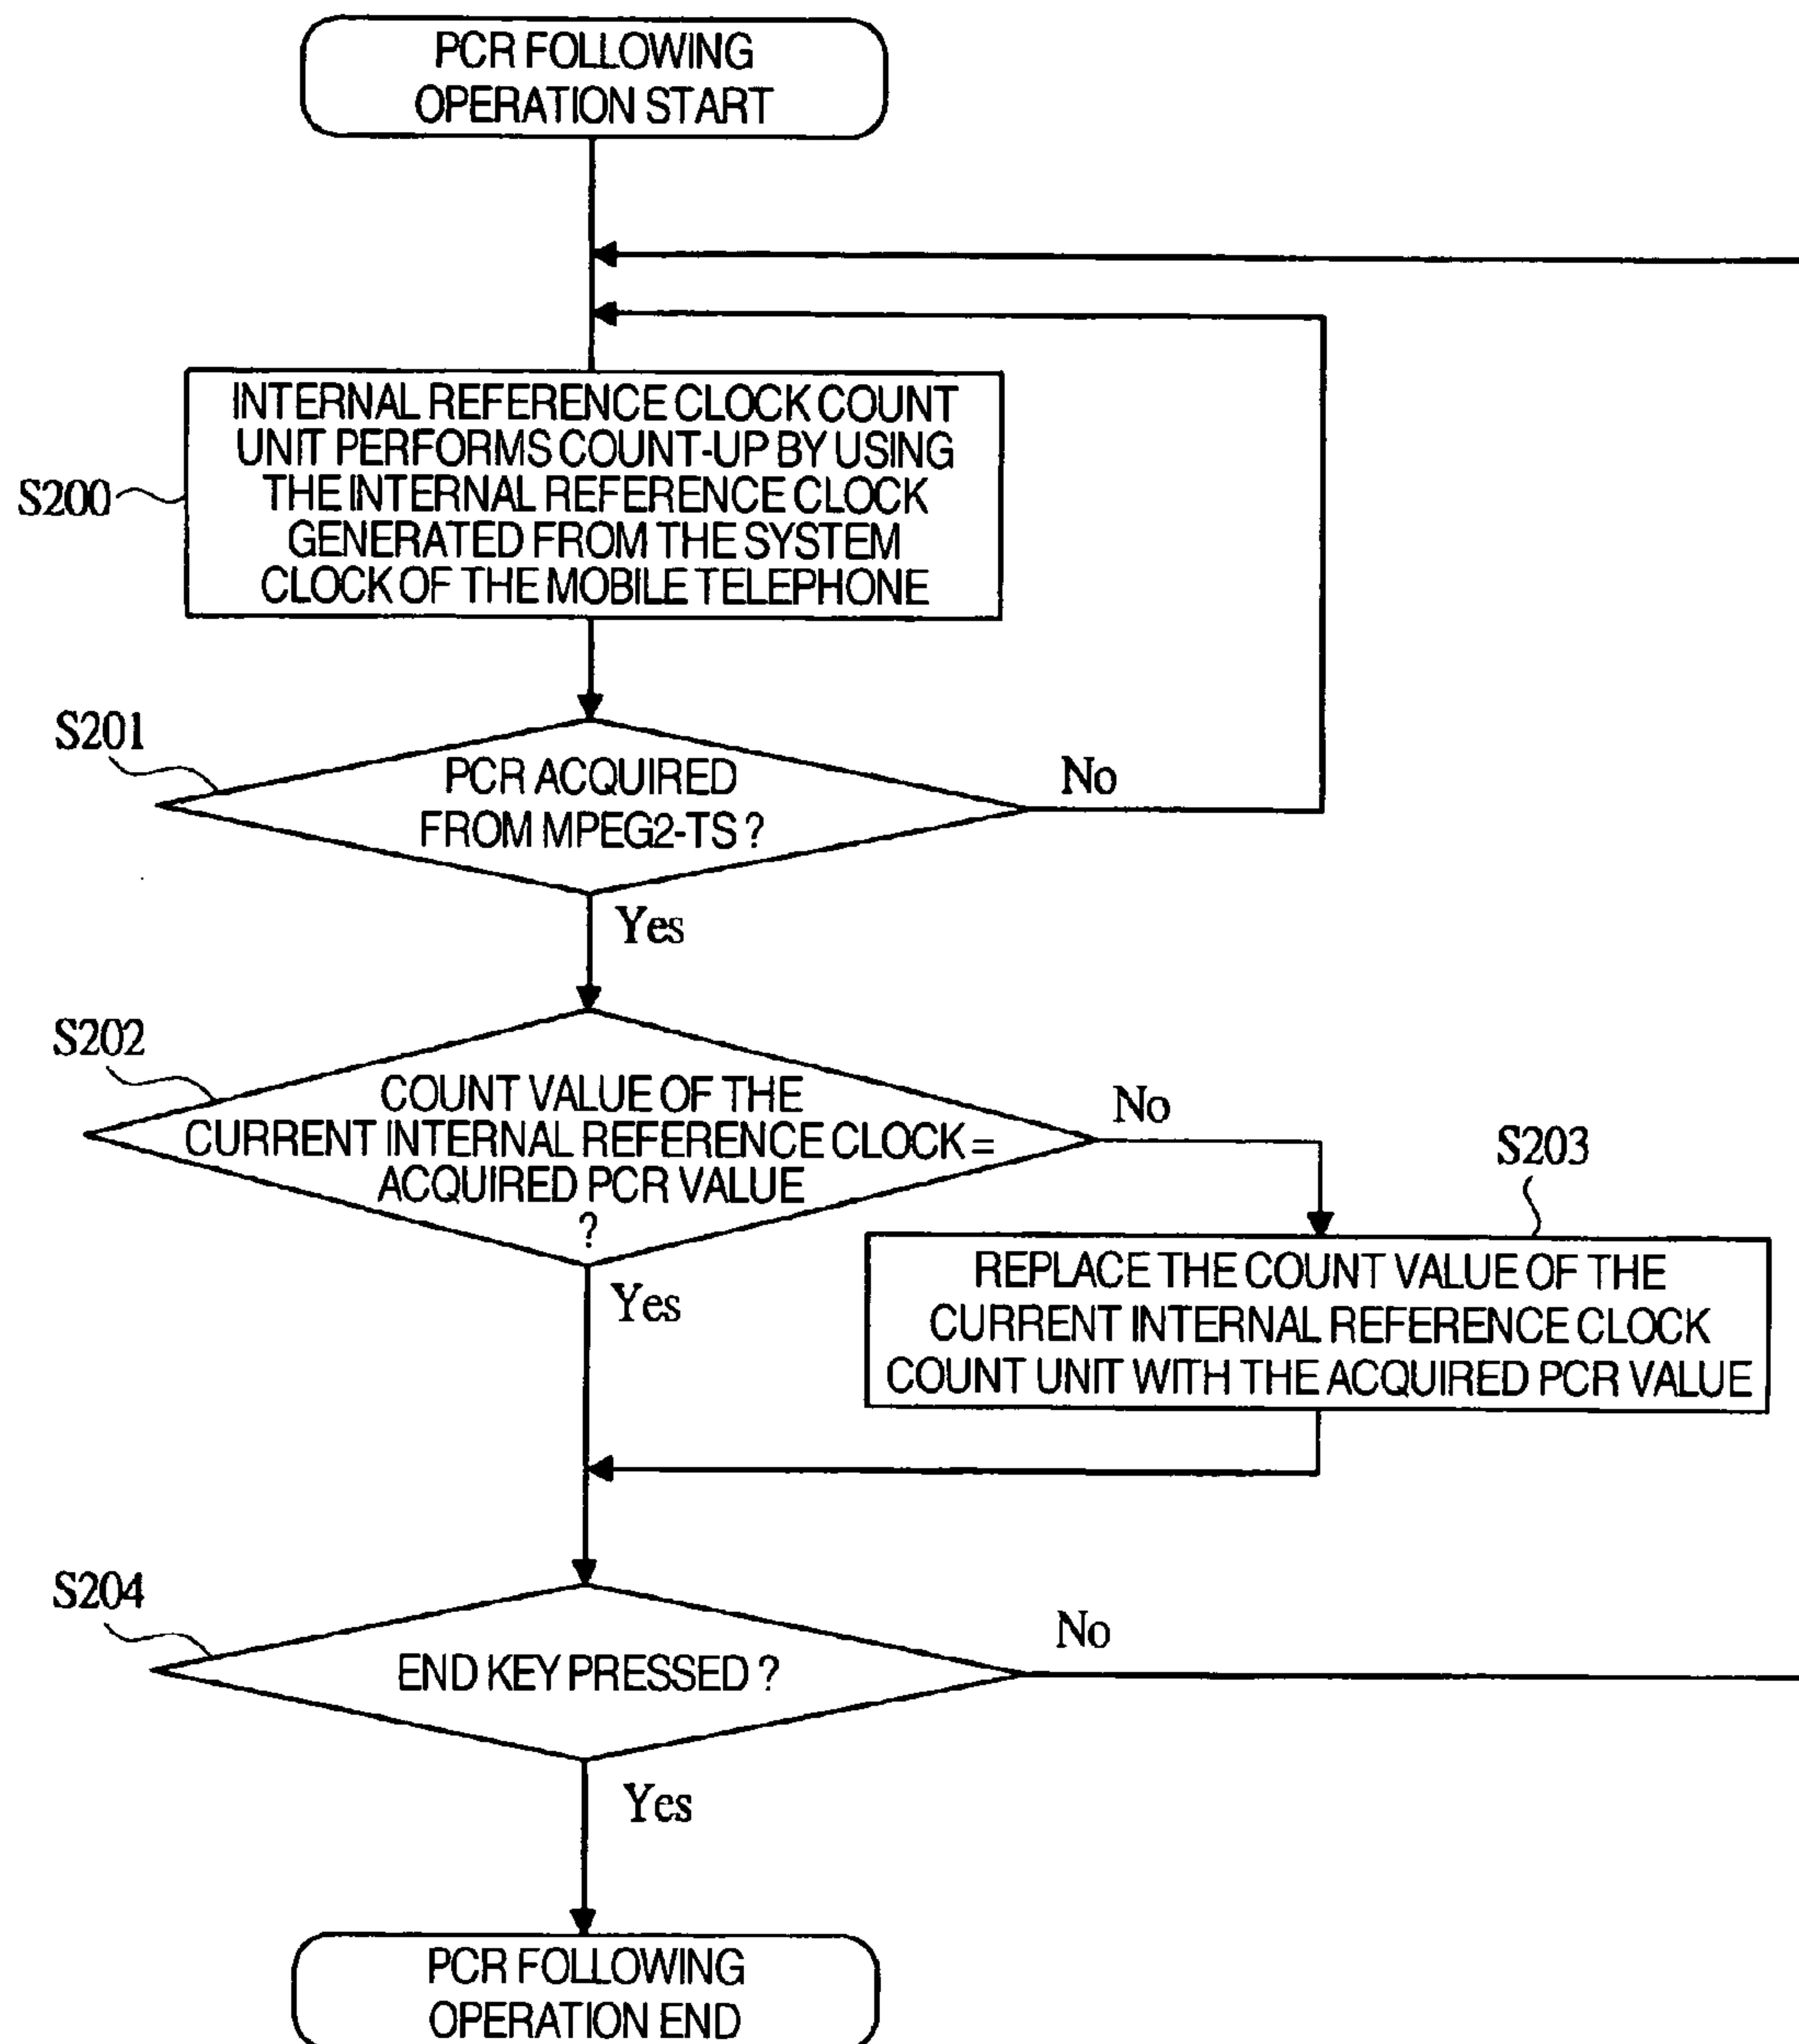 PCR FOLLOWING
OPERATION START
INTERNAL REFERENCE CLOCK COUNT
UNIT PERFORMS COUNT-UP BY USING
THE INTERNAL REFERENCE CLOCK
GENERATED FROM THE SYSTEM
CLOCK OF THE MOBILE TELEPHONE
S200
S201
PCR ACQUIRED
FROM MPEG2-TS ?
No
Yes
S202
COUNT VALUE OF THE
CURRENT INTERNAL REFERENCE CLOCK =
ACQUIRED PCR VALUE
?
No
Yes
S203
REPLACE THE COUNT VALUE OF THE
CURRENT INTERNAL REFERENCE CLOCK
COUNT UNIT WITH THE ACQUIRED PCR VALUE
S204
END KEY PRESSED ?
No
Yes
PCR FOLLOWING
OPERATION END